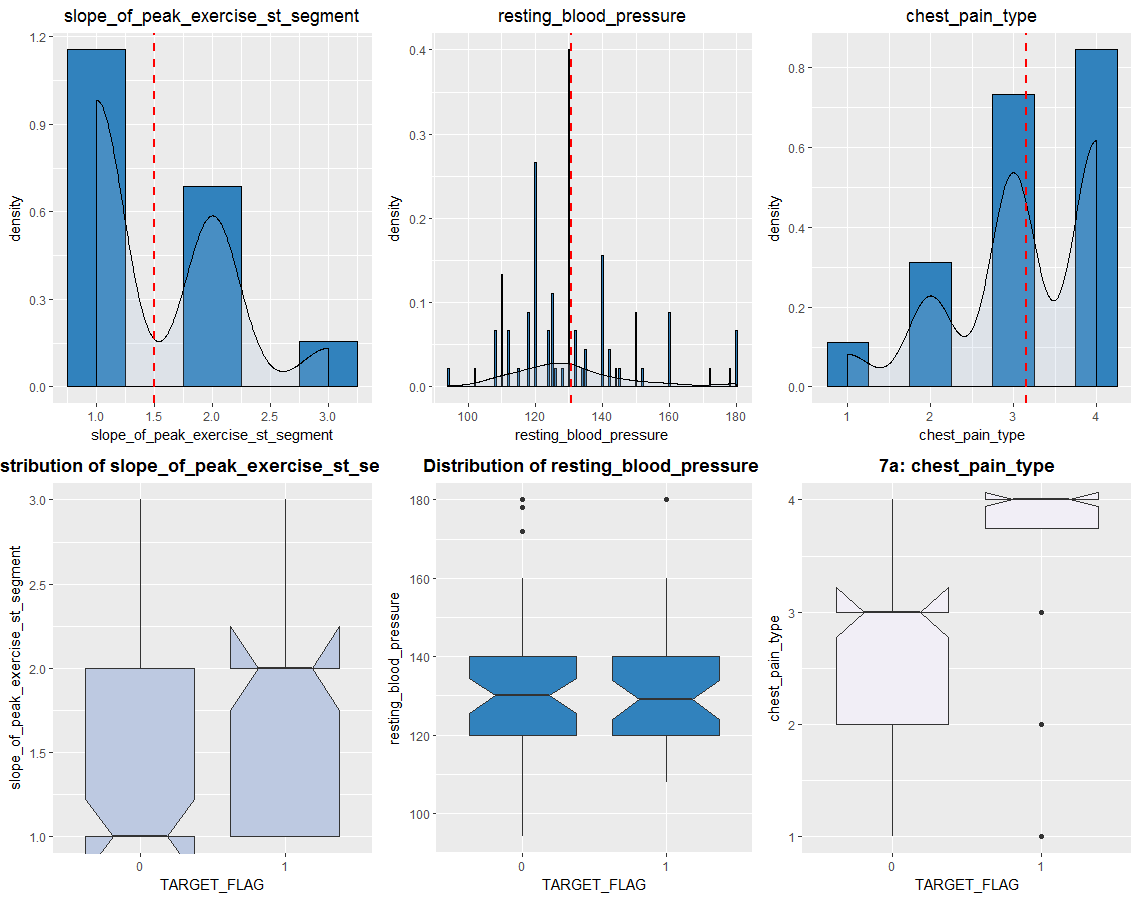 slope_of_peak_exercise_st_segment
density
1.2
0.9
0.6
0.3
0.0
1.0 1.5 2.0 2.5 3.0
slope_of_peak_exercise_st_segment
resting_blood_pressure
density
0.4
0.3
0.2
0.1
0.0
100 120 140 160 180
resting_blood_pressure
chest_pain_type
density
0.8
0.6
0.4
0.2
0.0
1 2 3 4
chest_pain_type
stribution of slope_of_peak_exercise_st_se
slope_of_peak_exercise_st_segment
3.0
2.5
2.0
1.5
1.0
0 1
TARGET_FLAG
Distribution of resting_blood_pressure
resting_blood_pressure
180
160
140
120
100
0 1
TARGET_FLAG
7a: chest_pain_type
chest_pain_type
4
3
2
1
0 1
TARGET_FLAG